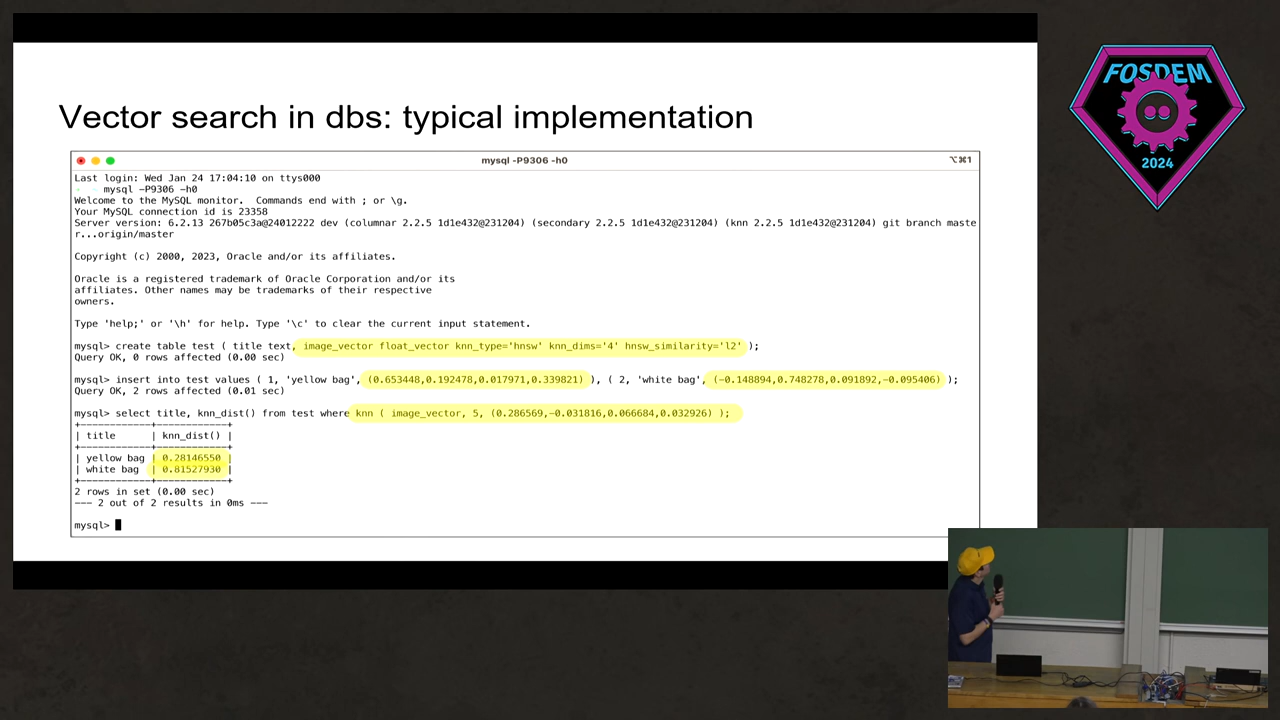 Vector search in dbs: typical implementation
mysql -P9306 -h0
⌥⌘1
Last login: Wed Jan 24 17:04:10 on ttys000
mysql -P9306 -h0
Welcome to the MySQL monitor.  Commands end with ; or \g.
Your MySQL connection id is 23358
Server version: 6.2.13 267b05c3a@24012222 dev (columnar 2.2.5 1d1e432@231204) (secondary 2.2.5 1d1e432@231204) (knn 2.2.5 1d1e432@231204) git branch maste
r...origin/master
Copyright (c) 2000, 2023, Oracle and/or its affiliates.
Oracle is a registered trademark of Oracle Corporation and/or its
affiliates. Other names may be trademarks of their respective
owners.
Type 'help;' or '\h' for help. Type '\c' to clear the current input statement.
mysql> create table test ( title text, image_vector float_vector knn_type='hnsw' knn_dims='4' hnsw_similarity='l2' );
Query OK, 0 rows affected (0.00 sec)
mysql> insert into test values ( 1, 'yellow bag', (0.653448,0.192478,0.017971,0.339821) ), ( 2, 'white bag', (-0.148894,0.748278,0.091892,-0.095406) );
Query OK, 2 rows affected (0.01 sec)
mysql> select title, knn_dist() from test where knn ( image_vector, 5, (0.286569,-0.031816,0.066684,0.032926) );
+------------+------------+
| title      | knn_dist() |
+------------+------------+
| yellow bag | 0.28146550 |
| white bag  | 0.81527930 |
+------------+------------+
2 rows in set (0.00 sec)
--- 2 out of 2 results in 0ms ---
mysql>
FOSDEM
2024